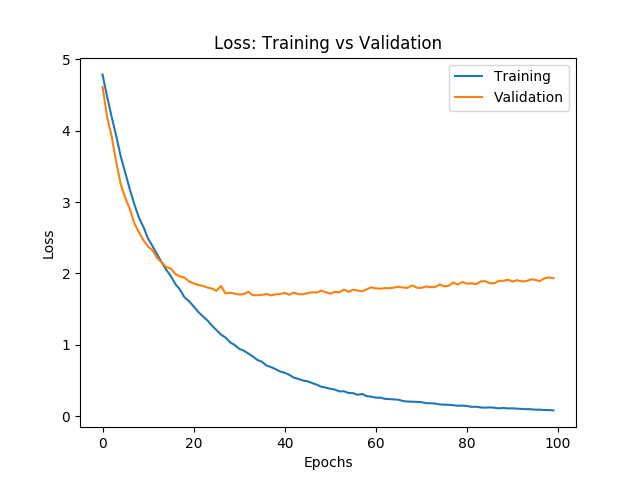 Loss: Training vs Validation
Training
Validation
Loss
5
4
3
2
1
0
0 20 40 60 80 100
Epochs